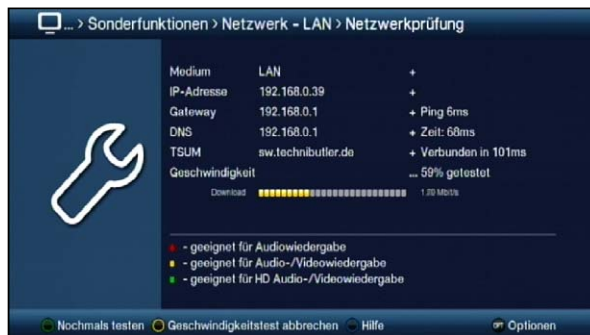 ... > Sonderfunktionen > Netzwerk - LAN > Netzwerkprüfung
Medium LAN +
IP-Adresse 192.168.0.39 +
Gateway 192.168.0.1 + Ping 6ms
DNS 192.168.0.1 + Zeit: 68ms
TSUM sw.technibutler.de + Verbunden in 101ms
Geschwindigkeit ... 59% getestet
Download Mbit/s
- geeignet für Audiowiedergabe
- geeignet für Audio-/Videowiedergabe
- geeignet für HD Audio-/Videowiedergabe
Nochmals testen Geschwindigkeitstest abbrechen Hilfe Optionen